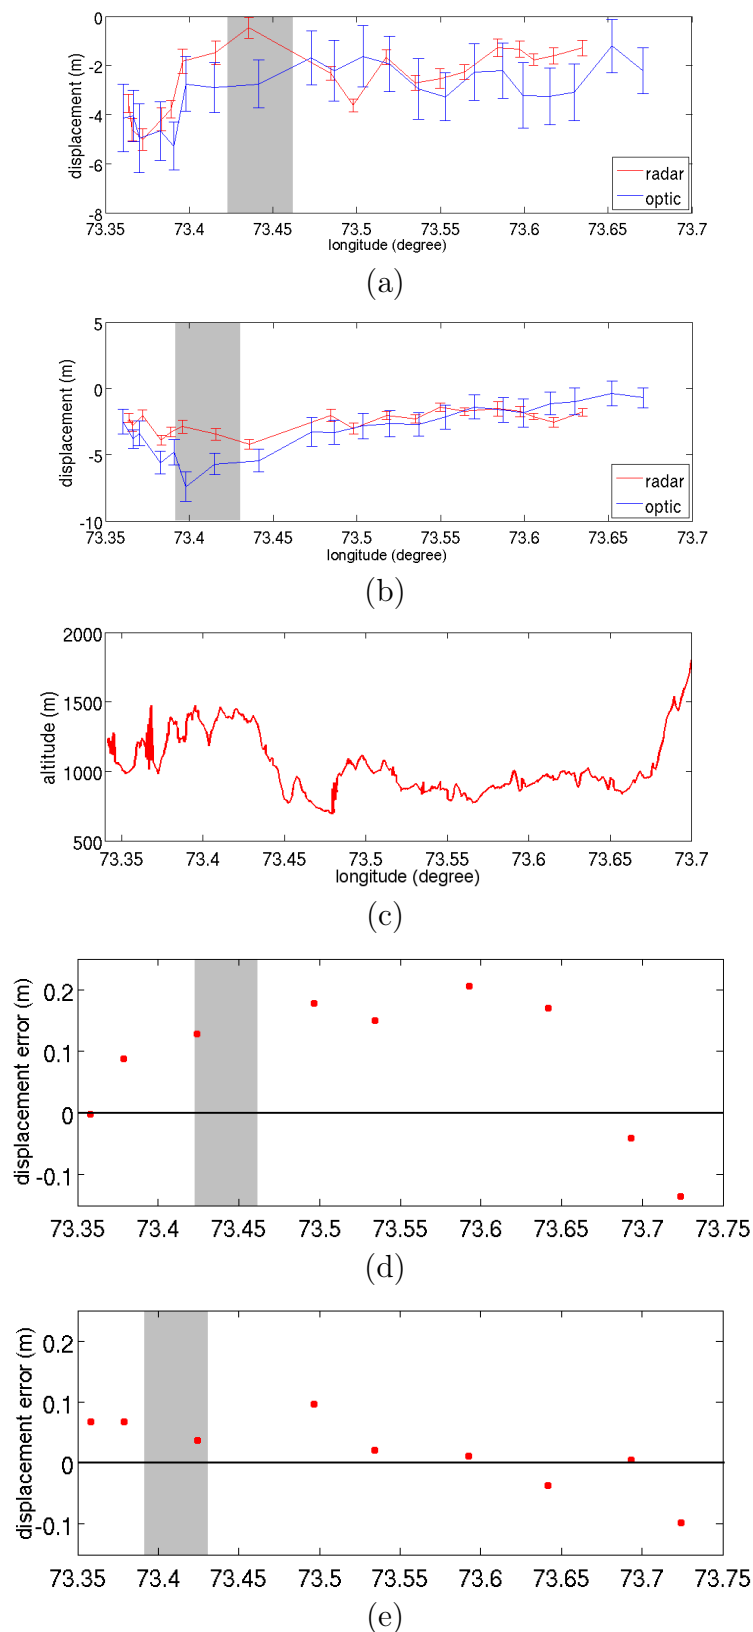 0
-2
-4
-6
-8
displacement (m)
radar
optic
73.35 73.4 73.45 73.5 73.55 73.6 73.65 73.7
longitude (degree)
(a)
5
0
-5
-10
displacement (m)
radar
optic
73.35 73.4 73.45 73.5 73.55 73.6 73.65 73.7
longitude (degree)
(b)
2000
1500
1000
500
altitude (m)
73.35 73.4 73.45 73.5 73.55 73.6 73.65 73.7
longitude (degree)
(c)
0.2
0.1
0
-0.1
displacement error (m)
73.35 73.4 73.45 73.5 73.55 73.6 73.65 73.7 73.75
(d)
0.2
0.1
0
-0.1
displacement error (m)
73.35 73.4 73.45 73.5 73.55 73.6 73.65 73.7 73.75
(e)